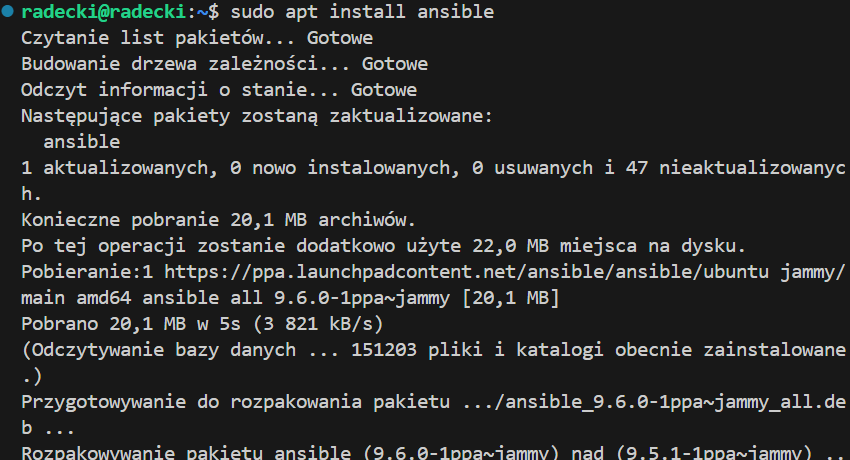 radecki@radecki:~$ sudo apt install ansible
Czytanie list pakietów... Gotowe
Budowanie drzewa zależności... Gotowe
Odczyt informacji o stanie... Gotowe
Następujące pakiety zostaną zaktualizowane:
  ansible
1 aktualizowanych, 0 nowo instalowanych, 0 usuwanych i 47 nieaktualizowanyc
h.
Konieczne pobranie 20,1 MB archiwów.
Po tej operacji zostanie dodatkowo użyte 22,0 MB miejsca na dysku.
Pobieranie:1 https://ppa.launchpadcontent.net/ansible/ansible/ubuntu jammy/
main amd64 ansible all 9.6.0-1ppa~jammy [20,1 MB]
Pobrano 20,1 MB w 5s (3 821 kB/s)
(Odczytywanie bazy danych ... 151203 pliki i katalogi obecnie zainstalowane
.)
Przygotowywanie do rozpakowania pakietu .../ansible_9.6.0-1ppa~jammy_all.de
b ...
Rozpakowywanie pakietu ansible (9.6.0-1ppa~jammy) nad (9.5.1-1ppa~jammy) ..